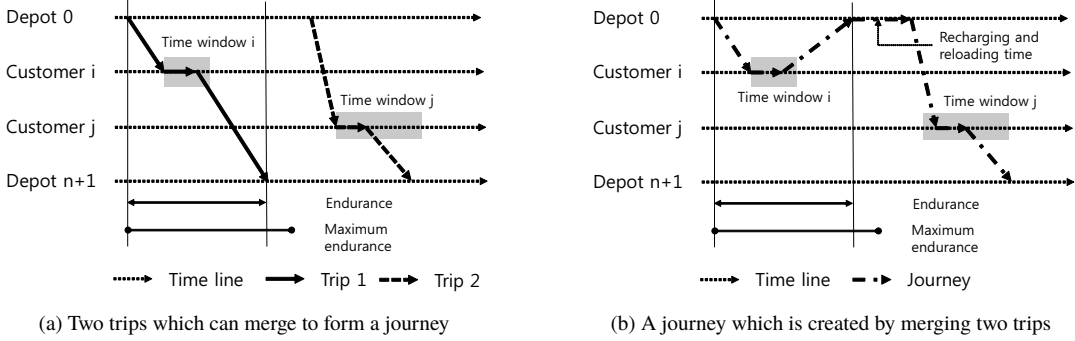 Depot 0
Time window i
Customer i
Time window j
Customer j
Depot n+1
Endurance
Maximum
endurance
Time line
Trip 1
Trip 2
(a) Two trips which can merge to form a journey
Depot 0
Recharging and
reloading time
Customer i
Time window i
Time window j
Customer j
Depot n+1
Endurance
Maximum
endurance
Time line
Journey
(b) A journey which is created by merging two trips